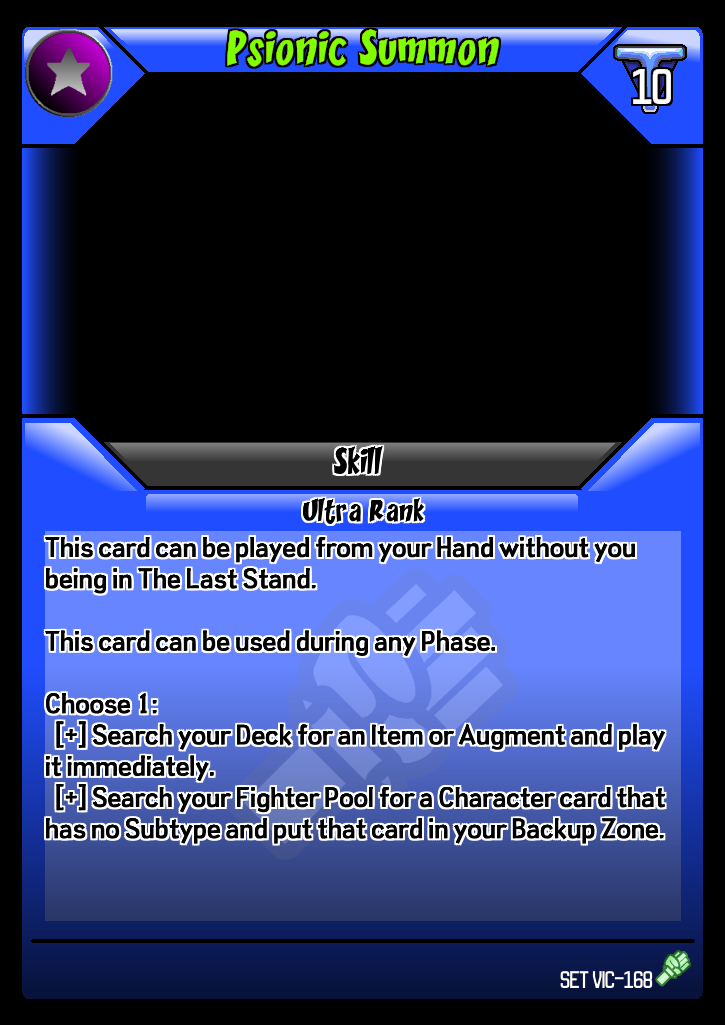 Psionic Summon
10
Skill
Ultra Rank
This card can be played from your Hand without you
being in The Last Stand.
This card can be used during any Phase.
Choose 1:
[+] Search your Deck for an Item or Augment and play
it immediately.
[+] Search your Fighter Pool for a Character card that
has no Subtype and put that card in your Backup Zone.
SET VIC-168